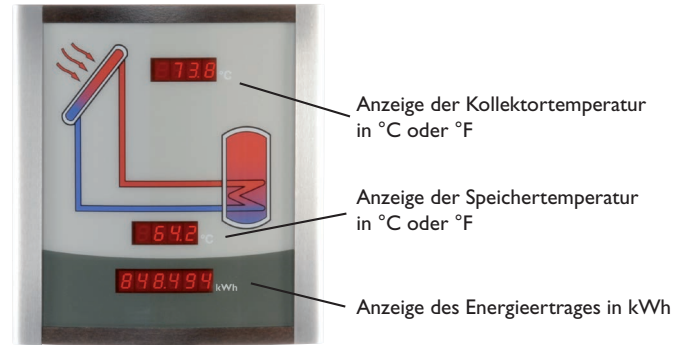 73.8 °C
Anzeige der Kollektortemperatur
in °C oder °F
Anzeige der Speichertemperatur
in °C oder °F
64.2 °C
848.494 kWh
Anzeige des Energieertrages in kWh